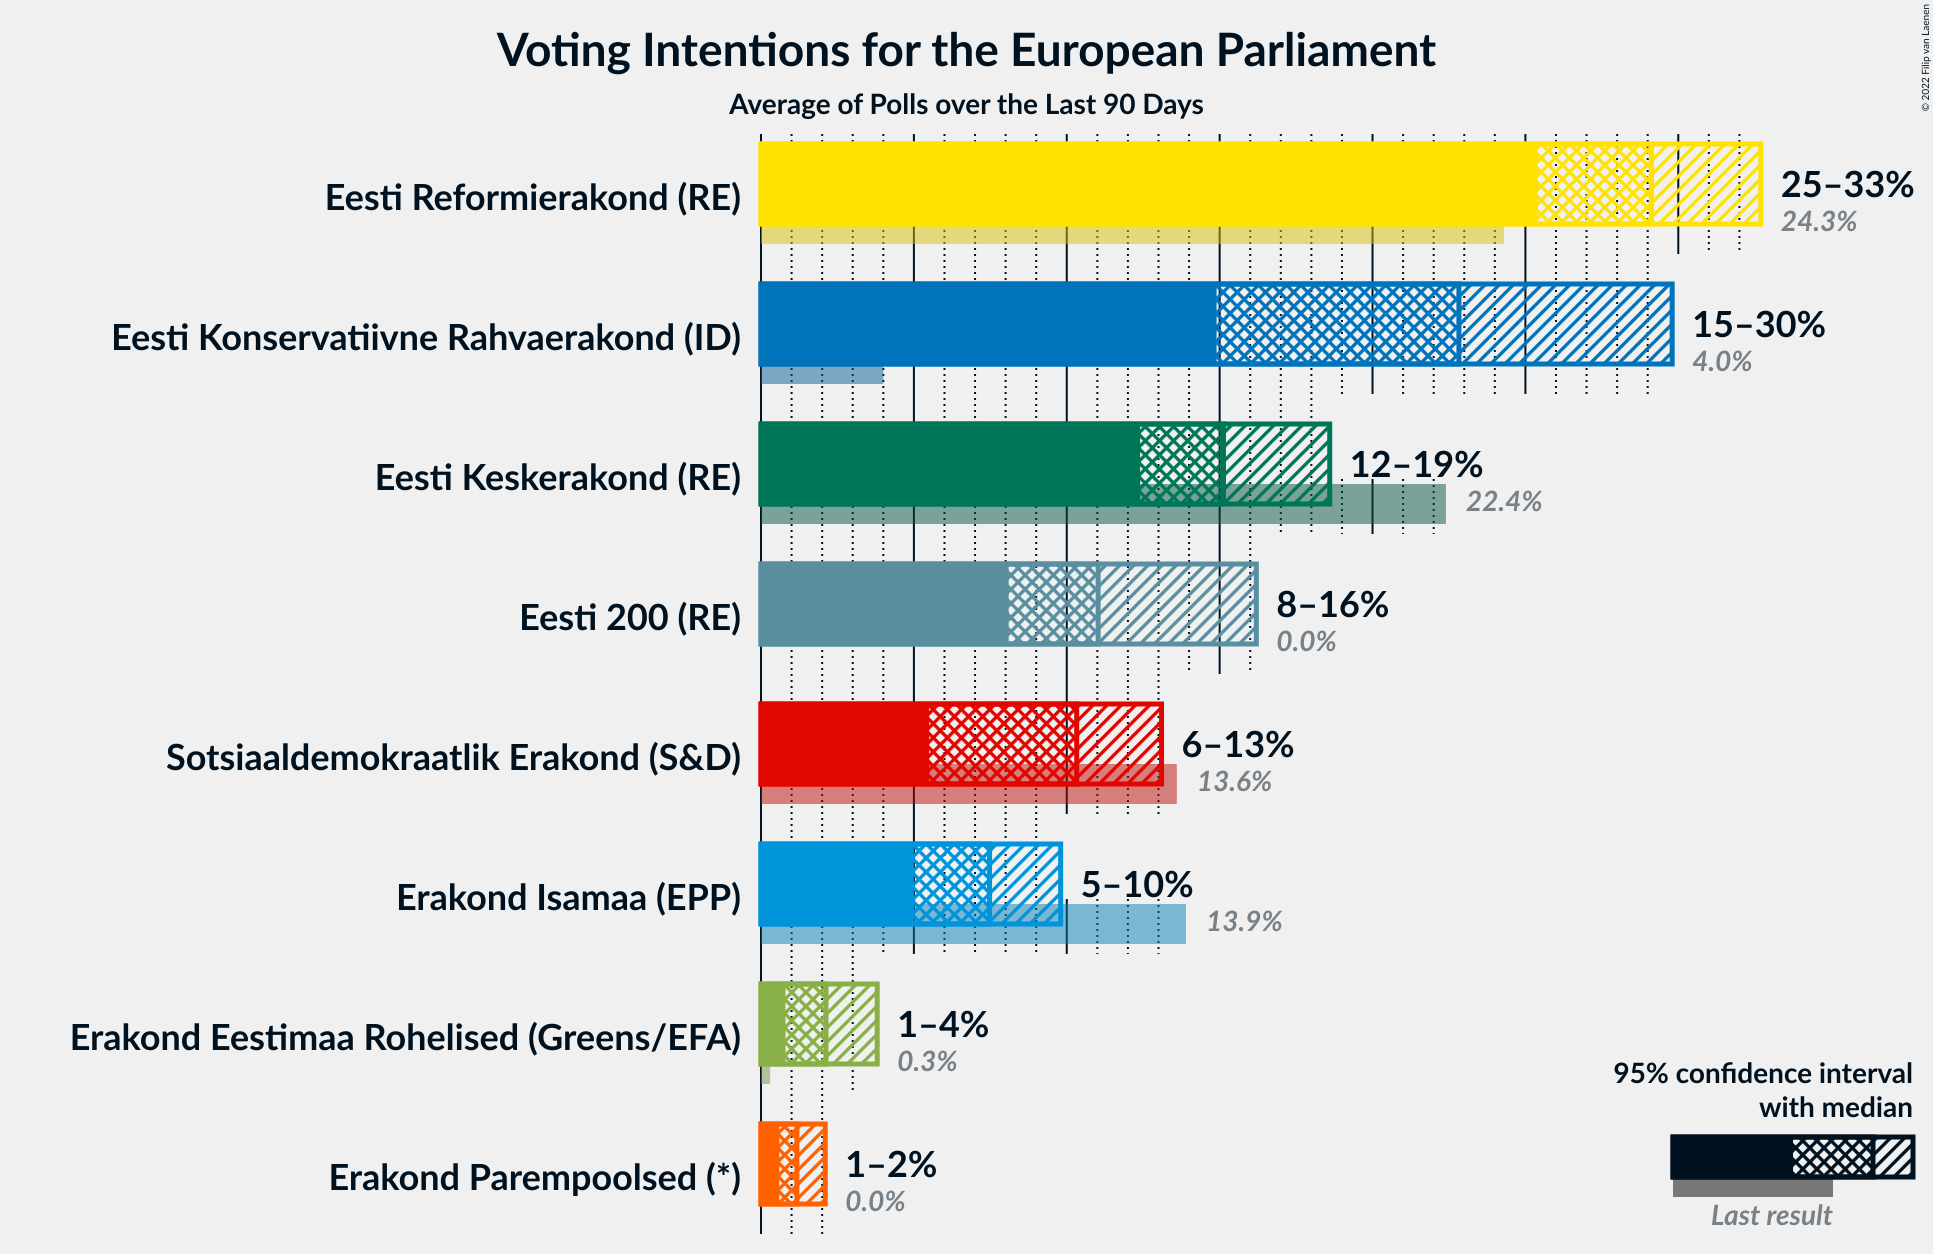 Voting Intentions for the European Parliament
Average of Polls over the Last 90 Days
© 2022 Filip van Laenen
Eesti Reformierakond (RE)
25–33%
24.3%
Eesti Konservatiivne Rahvaerakond (ID)
15–30%
4.0%
Eesti Keskerakond (RE)
12–19%
22.4%
Eesti 200 (RE)
8–16%
0.0%
Sotsiaaldemokraatlik Erakond (S&D)
6–13%
13.6%
Erakond Isamaa (EPP)
5–10%
13.9%
Erakond Eestimaa Rohelised (Greens/EFA)
1–4%
0.3%
Erakond Parempoolsed (*)
1–2%
0.0%
95% confidence interval
with median
Last result